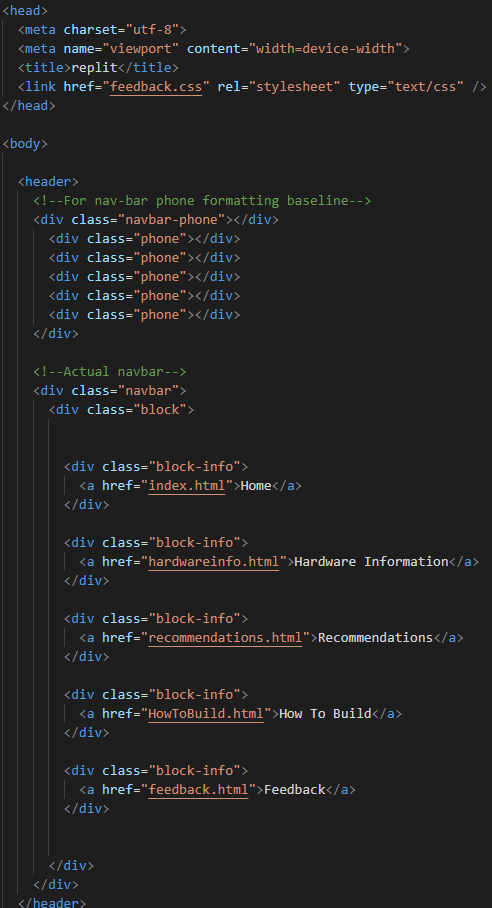 <head>
<meta charset="utf-8">
<meta name="viewport" content="width=device-width">
<title>replit</title>
<link href="feedback.css" rel="stylesheet" type="text/css" />
</head>
<body>
<header>
<!--For nav-bar phone formatting baseline-->
<div class="navbar-phone"></div>
<div class="phone"></div>
<div class="phone"></div>
<div class="phone"></div>
<div class="phone"></div>
<div class="phone"></div>
</div>
<!--Actual navbar-->
<div class="navbar">
<div class="block">
<div class="block-info">
<a href="index.html">Home</a>
</div>
<div class="block-info">
<a href="hardwareinfo.html">Hardware Information</a>
</div>
<div class="block-info">
<a href="recommendations.html">Recommendations</a>
</div>
<div class="block-info">
<a href="HowToBuild.html">How To Build</a>
</div>
<div class="block-info">
<a href="feedback.html">Feedback</a>
</div>
</div>
</div>
</header>